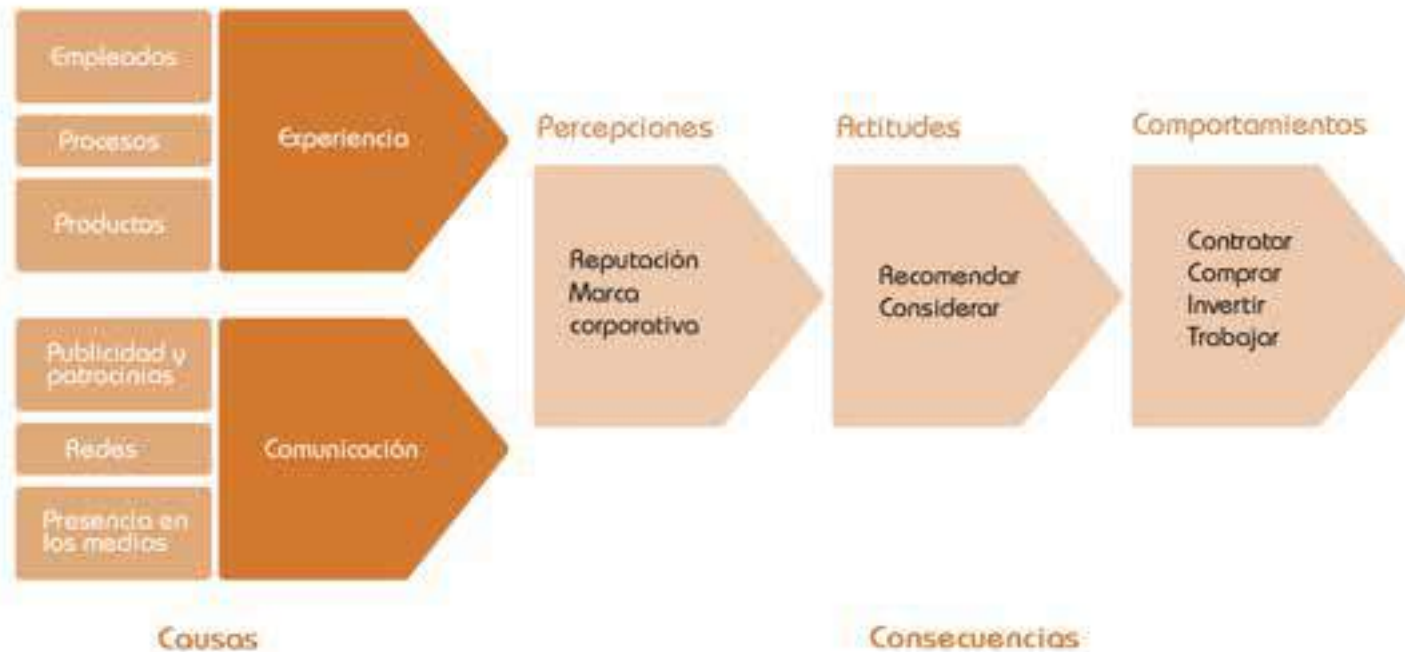 Empleados
Procesos
Productos
Experiencia
Publicidad y
patrocinios
Redes
Presencia en
los medios
Comunicación
Percepciones
Reputación
Marca
corporativa
Actitudes
Recomendar
Considerar
Comportamientos
Contratar
Comprar
Invertir
Trabajar
Causas
Consecuencias